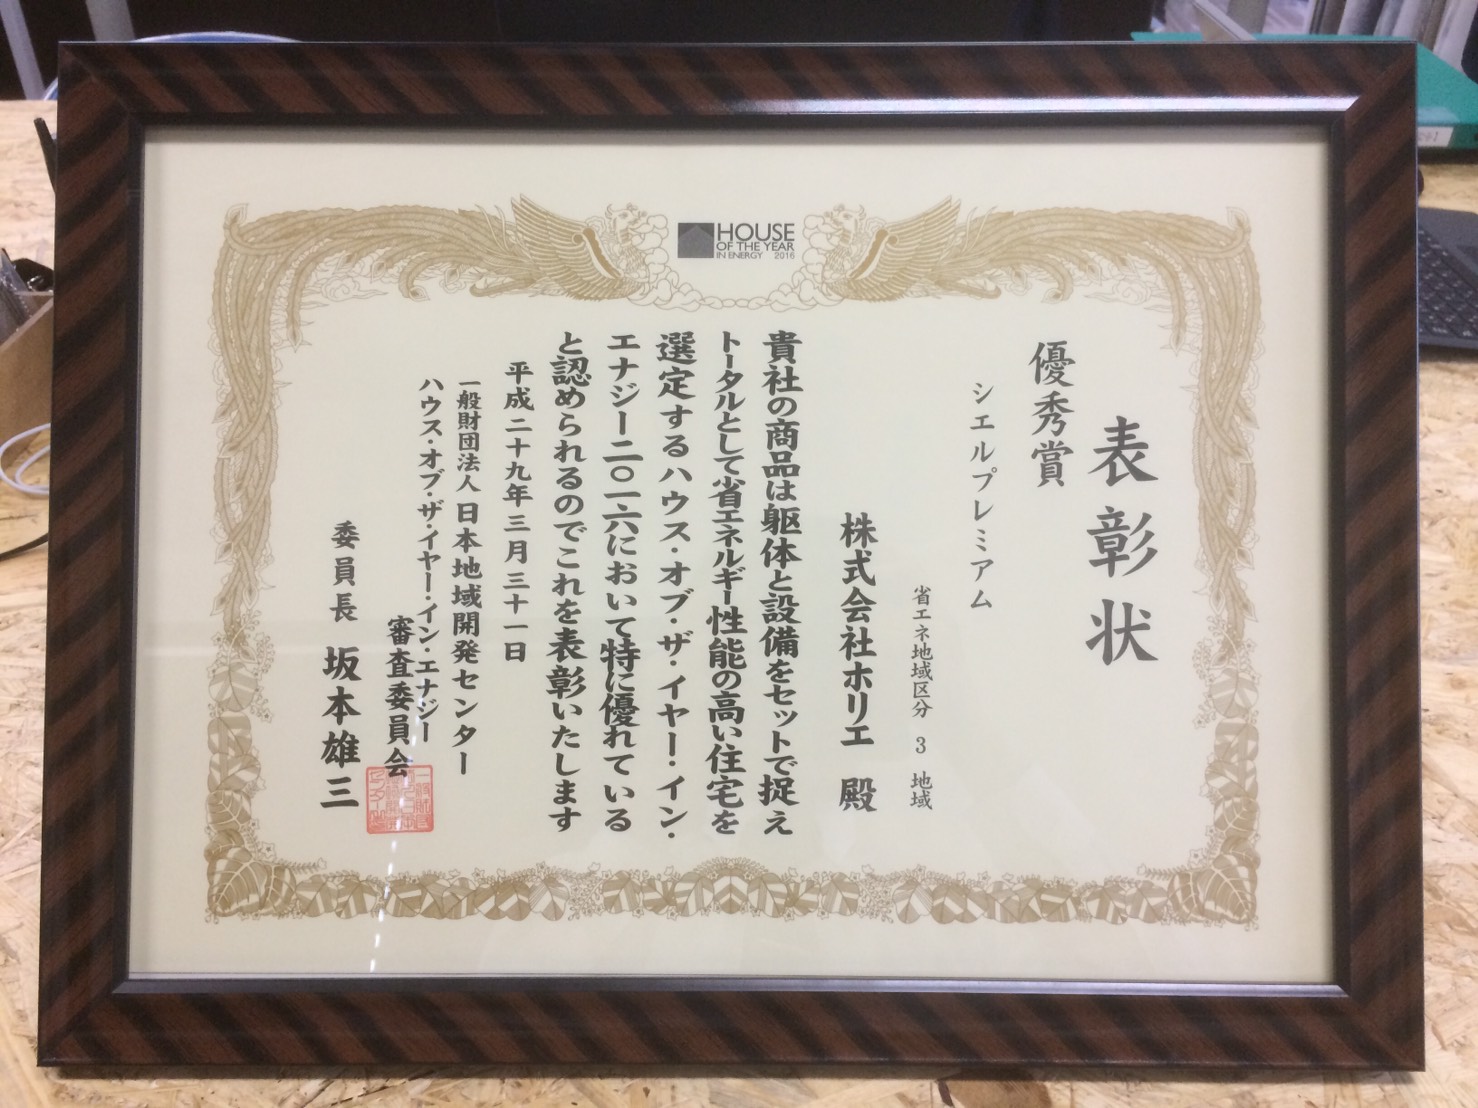 HOUSE
OF THE YEAR
IN ENERGY 2016
表彰状
優秀賞
シエルプレミアム
省エネ地域区分 3 地域
株式会社ホリエ 殿
貴社の商品は躯体と設備をセットで捉え
トータルとして省エネルギー性能の高い住宅を
選定するハウス・オブ・ザ・イヤー・イン・
エナジー二〇一六において特に優れている
と認められるのでこれを表彰いたします
平成二十九年三月三十一日
一般財団法人 日本地域開発センター
ハウス・オブ・ザ・イヤー・イン・エナジー
審査委員会
委員長 坂本雄三